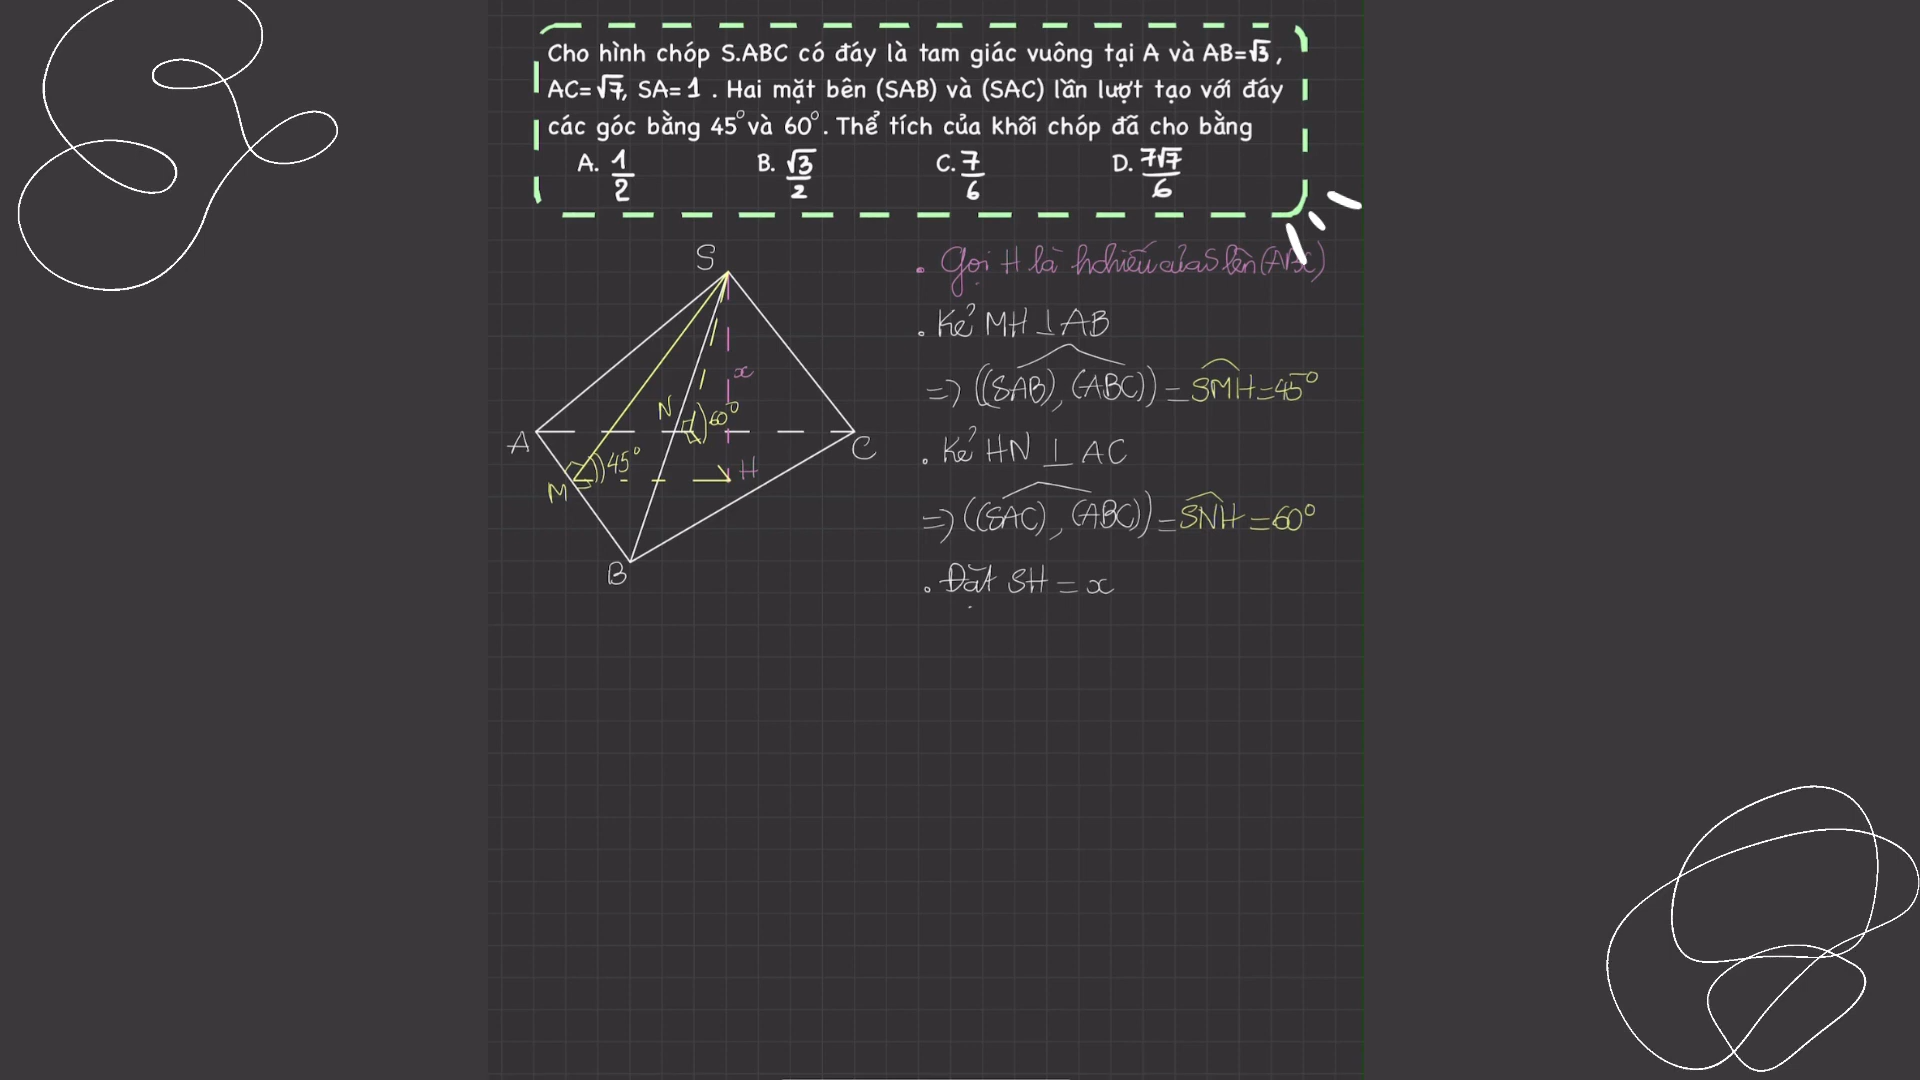 Cho hình chóp S.ABC có đáy là tam giác vuông tại A và AB=√3,
AC=√7, SA=1. Hai mặt bên (SAB) và (SAC) lần lượt tạo với đáy
các góc bằng 45° và 60°. Thể tích của khối chóp đã cho bằng
A. 1/2 B. √3/2 C. 7/6 D. 7√7/6
S
. Gọi H là h chiếu của S lên (ABC)
. Kẻ MH ⊥ AB
x
=> ((SAB), (ABC)) = SMH = 45°
N 60°
A C
. Kẻ HN ⊥ AC
45° H
M
=> ((SAC), (ABC)) = SNH = 60°
B
. Đặt SH = x